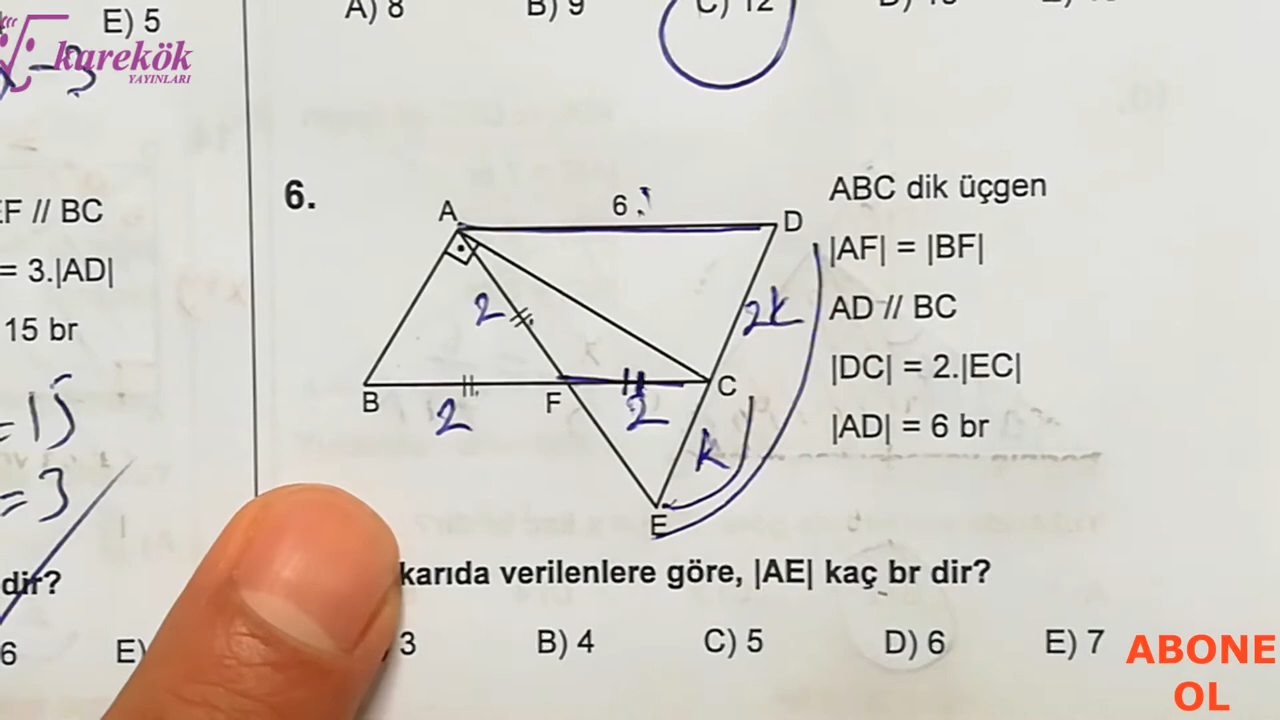 E) 5
A) 8
B) 9
C) 12
karekök
YAYINLARI
EF // BC
= 3.|AD|
15 br
= 15
= 3
dir?
6
E)
6.
A
6
D
2
2k
B
2
F
2
C
k
E
ABC dik üçgen
|AF| = |BF|
AD // BC
|DC| = 2.|EC|
|AD| = 6 br
karıda verilenlere göre, |AE| kaç br dir?
3
B) 4
C) 5
D) 6
E) 7
ABONE
OL